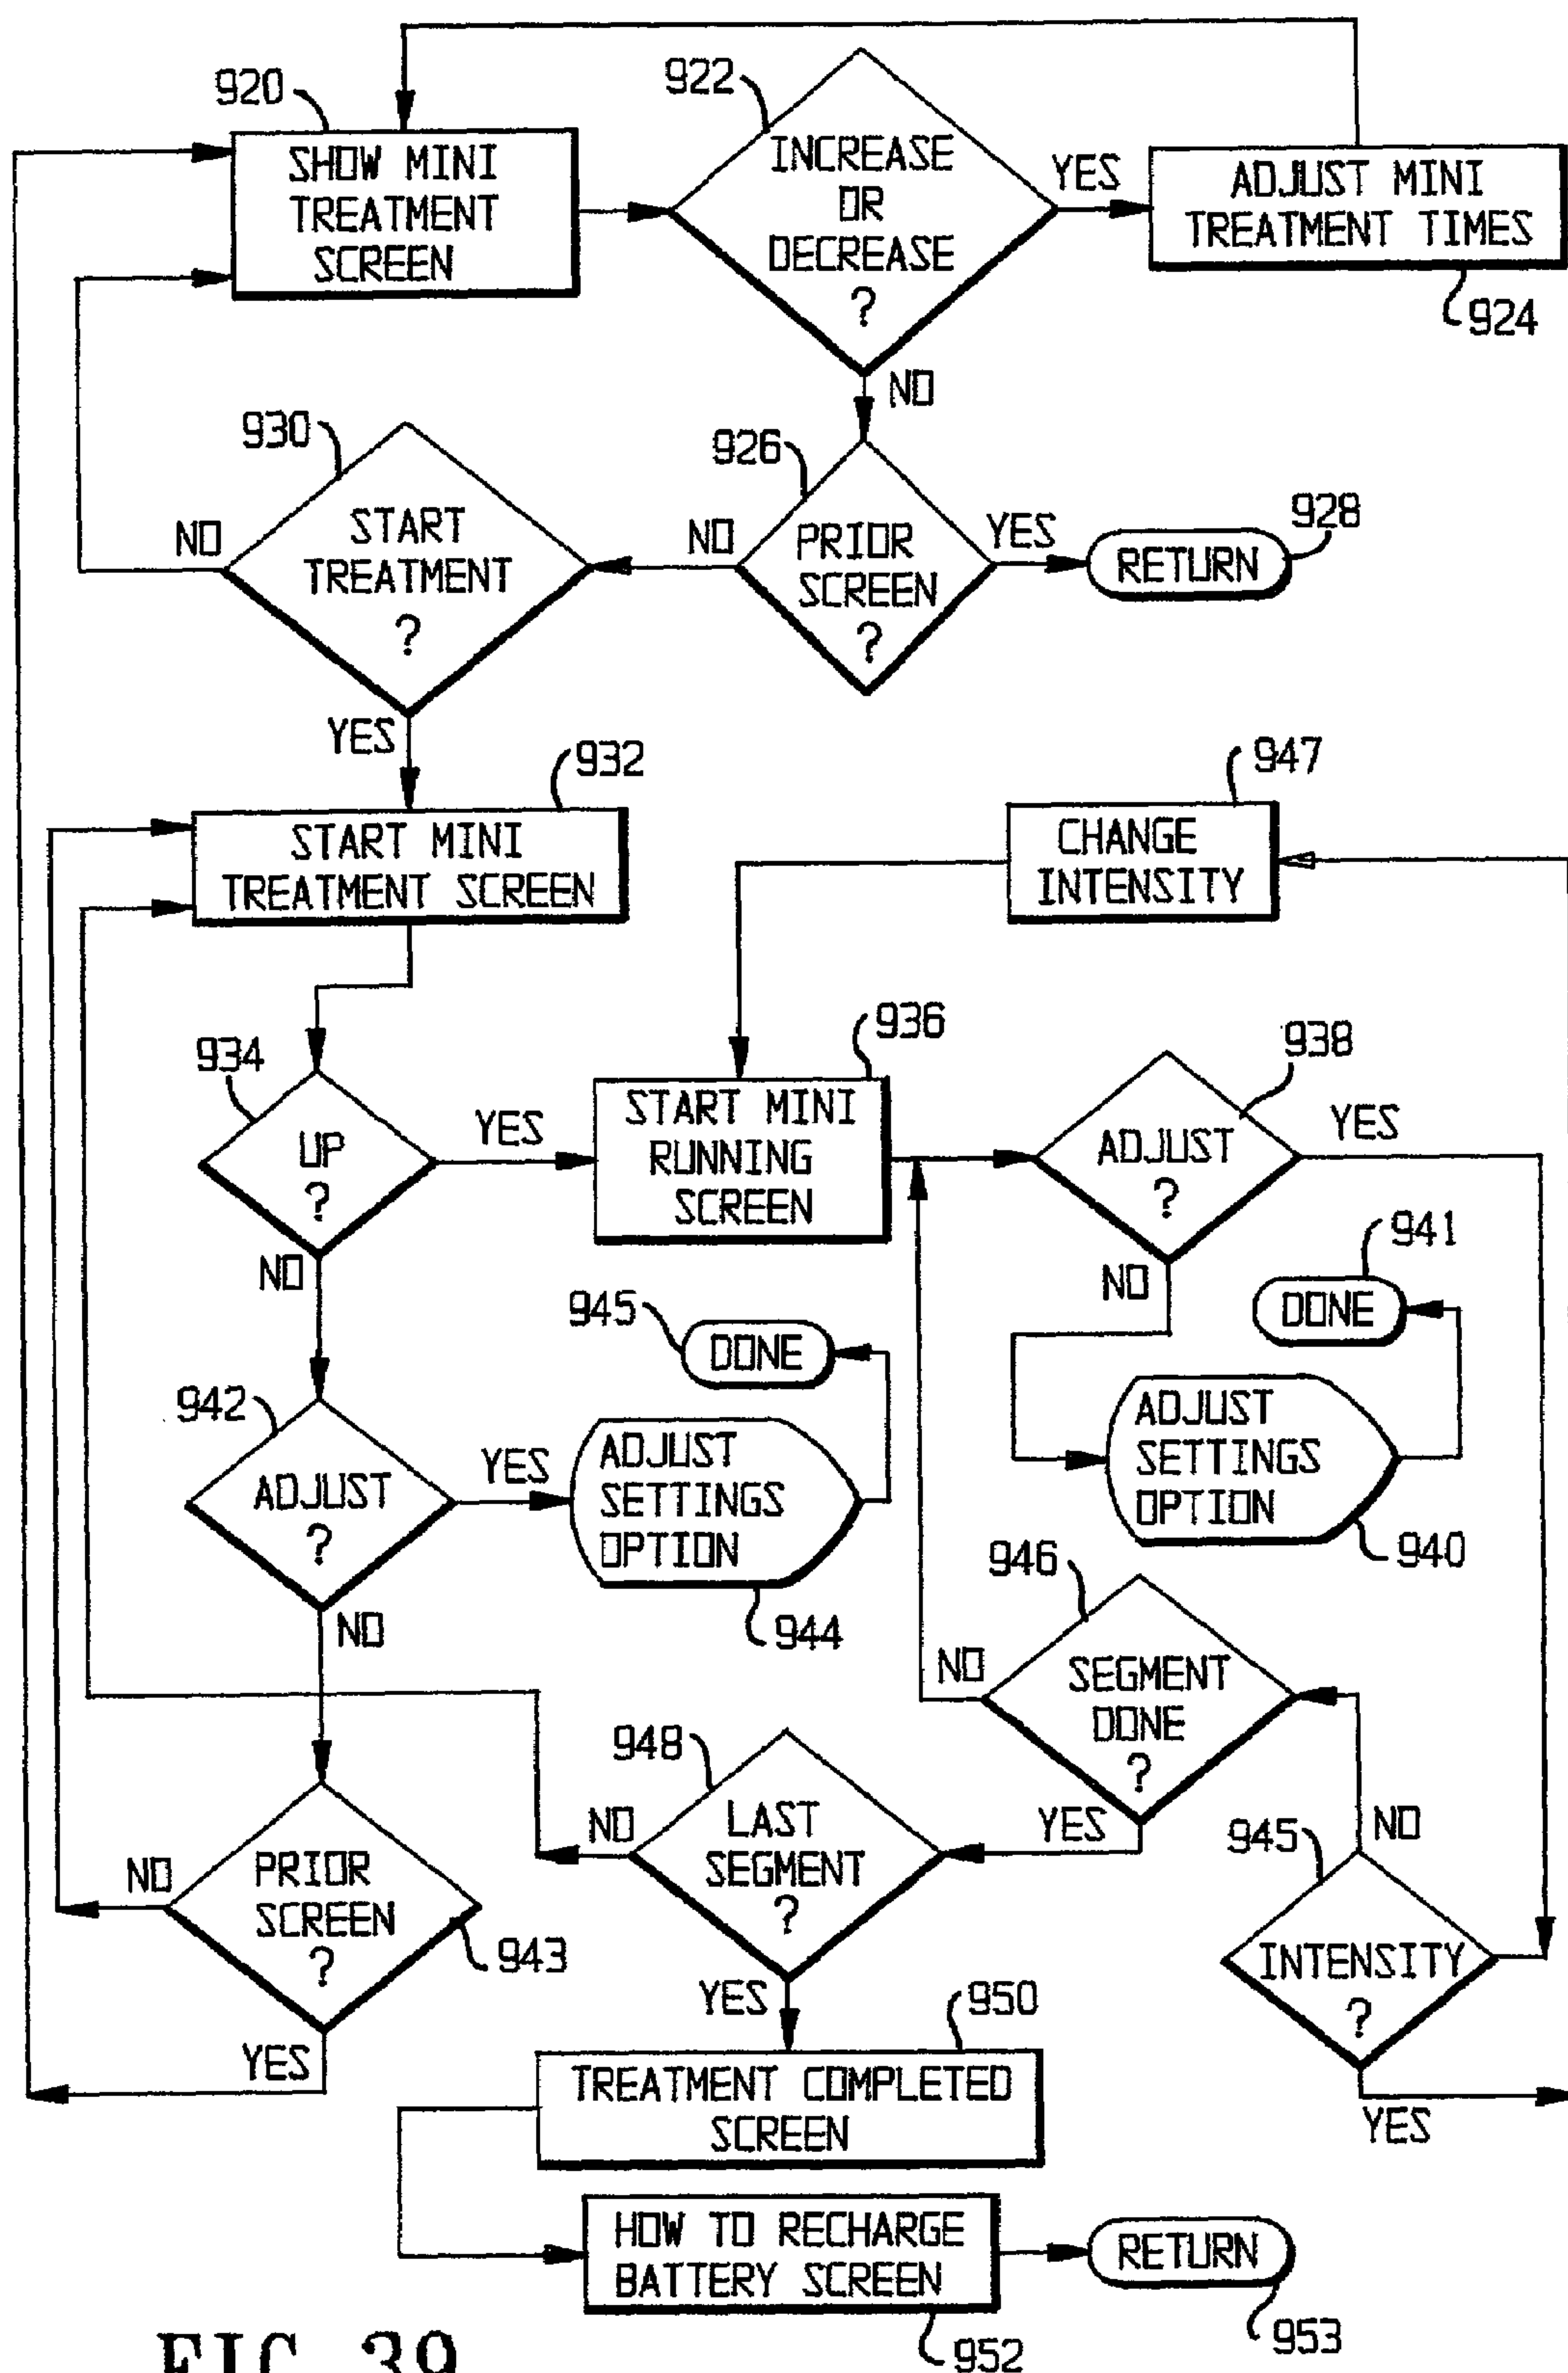 920
SHOW MINI
TREATMENT
SCREEN
922
INCREASE
OR
DECREASE
?
YES
ADJUST MINI
TREATMENT TIMES
924
NO
930
START
TREATMENT
?
NO
926
PRIOR
SCREEN
?
NO
YES
RETURN
928
YES
932
START MINI
TREATMENT SCREEN
947
CHANGE
INTENSITY
934
UP
?
YES
936
START MINI
RUNNING
SCREEN
938
ADJUST
?
YES
NO
NO
941
DONE
945
DONE
942
ADJUST
?
YES
ADJUST
SETTINGS
OPTION
944
ADJUST
SETTINGS
OPTION
940
NO
946
SEGMENT
DONE
?
NO
YES
948
LAST
SEGMENT
?
NO
945
INTENSITY
?
NO
YES
PRIOR
SCREEN
?
943
NO
YES
YES
950
TREATMENT COMPLETED
SCREEN
HOW TO RECHARGE
BATTERY SCREEN
952
RETURN
953
FIG 39